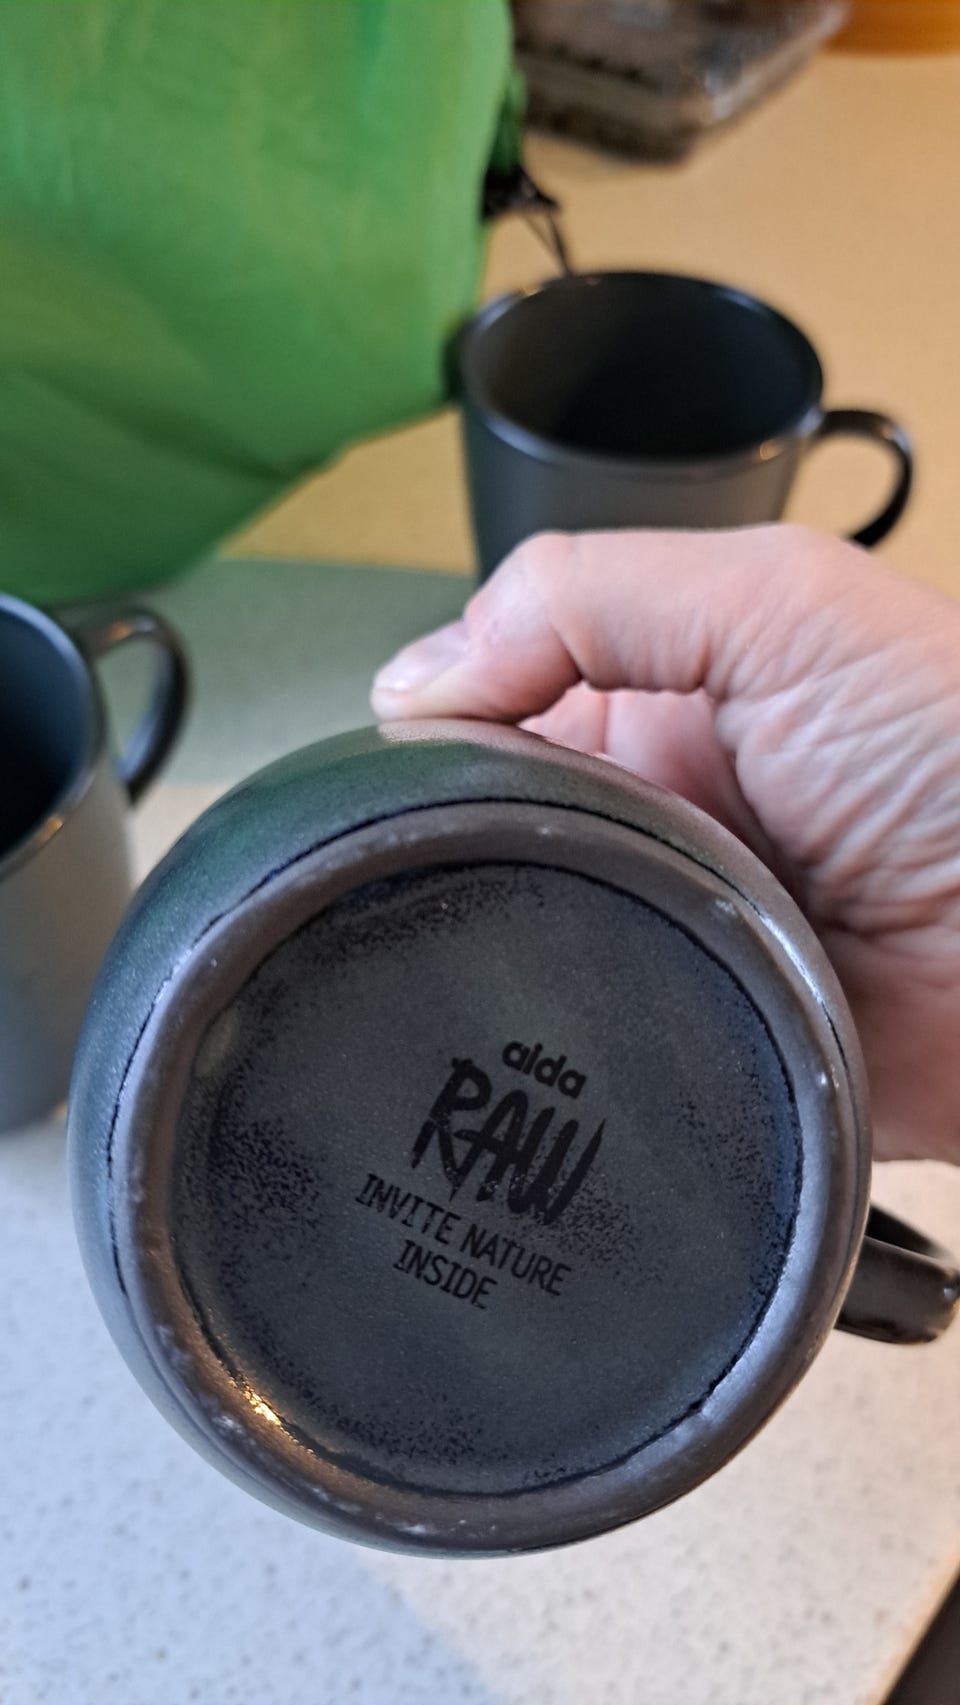 aida
RAW
INVITE NATURE
INSIDE